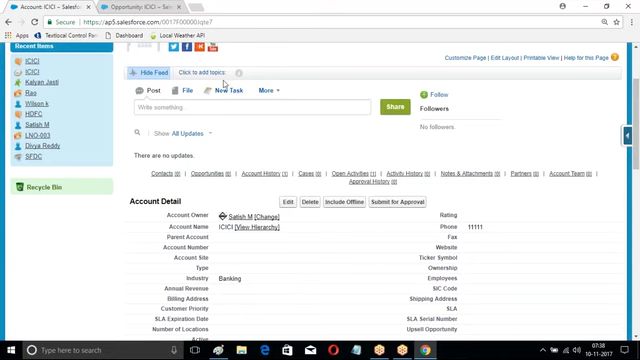 Account: ICICI ~ Salesfo
Opportunity: ICICI ~ Sale
Secure
https://ap5.salesforce.com/0017F00000
Apps
Textlocal Control Panel
Dashboard
Local Weather API
Recent Items
ICICI
ICICI
Kalyan Jasti
Rao
Wilson k
HDFC
Satish M
LNO-003
Divya Reddy
SFDC
Recycle Bin
Customize Page | Edit Layout | Printable View | Help for this Page
Hide Feed
Click to add topics:
Post
File
New Task
More
Write something...
Share
Follow
Followers
No followers.
Show All Updates
There are no updates.
Contacts [0]
Opportunities [6]
Account History [1]
Cases [0]
Open Activities [1]
Activity History [0]
Notes & Attachments [0]
Partners [0]
Account Team [0]
Approval History [0]
Account Detail
Edit
Delete
Include Offline
Submit for Approval
Account Owner
Satish M [Change]
Rating
Account Name
ICICI [View Hierarchy]
Phone
11111
Parent Account
Fax
Account Number
Website
Account Site
Ticker Symbol
Type
Ownership
Industry
Banking
Employees
Annual Revenue
SIC Code
Billing Address
Shipping Address
Customer Priority
SLA
SLA Expiration Date
SLA Serial Number
Number of Locations
Upsell Opportunity
Active
Type here to search
07:38
10-11-2017